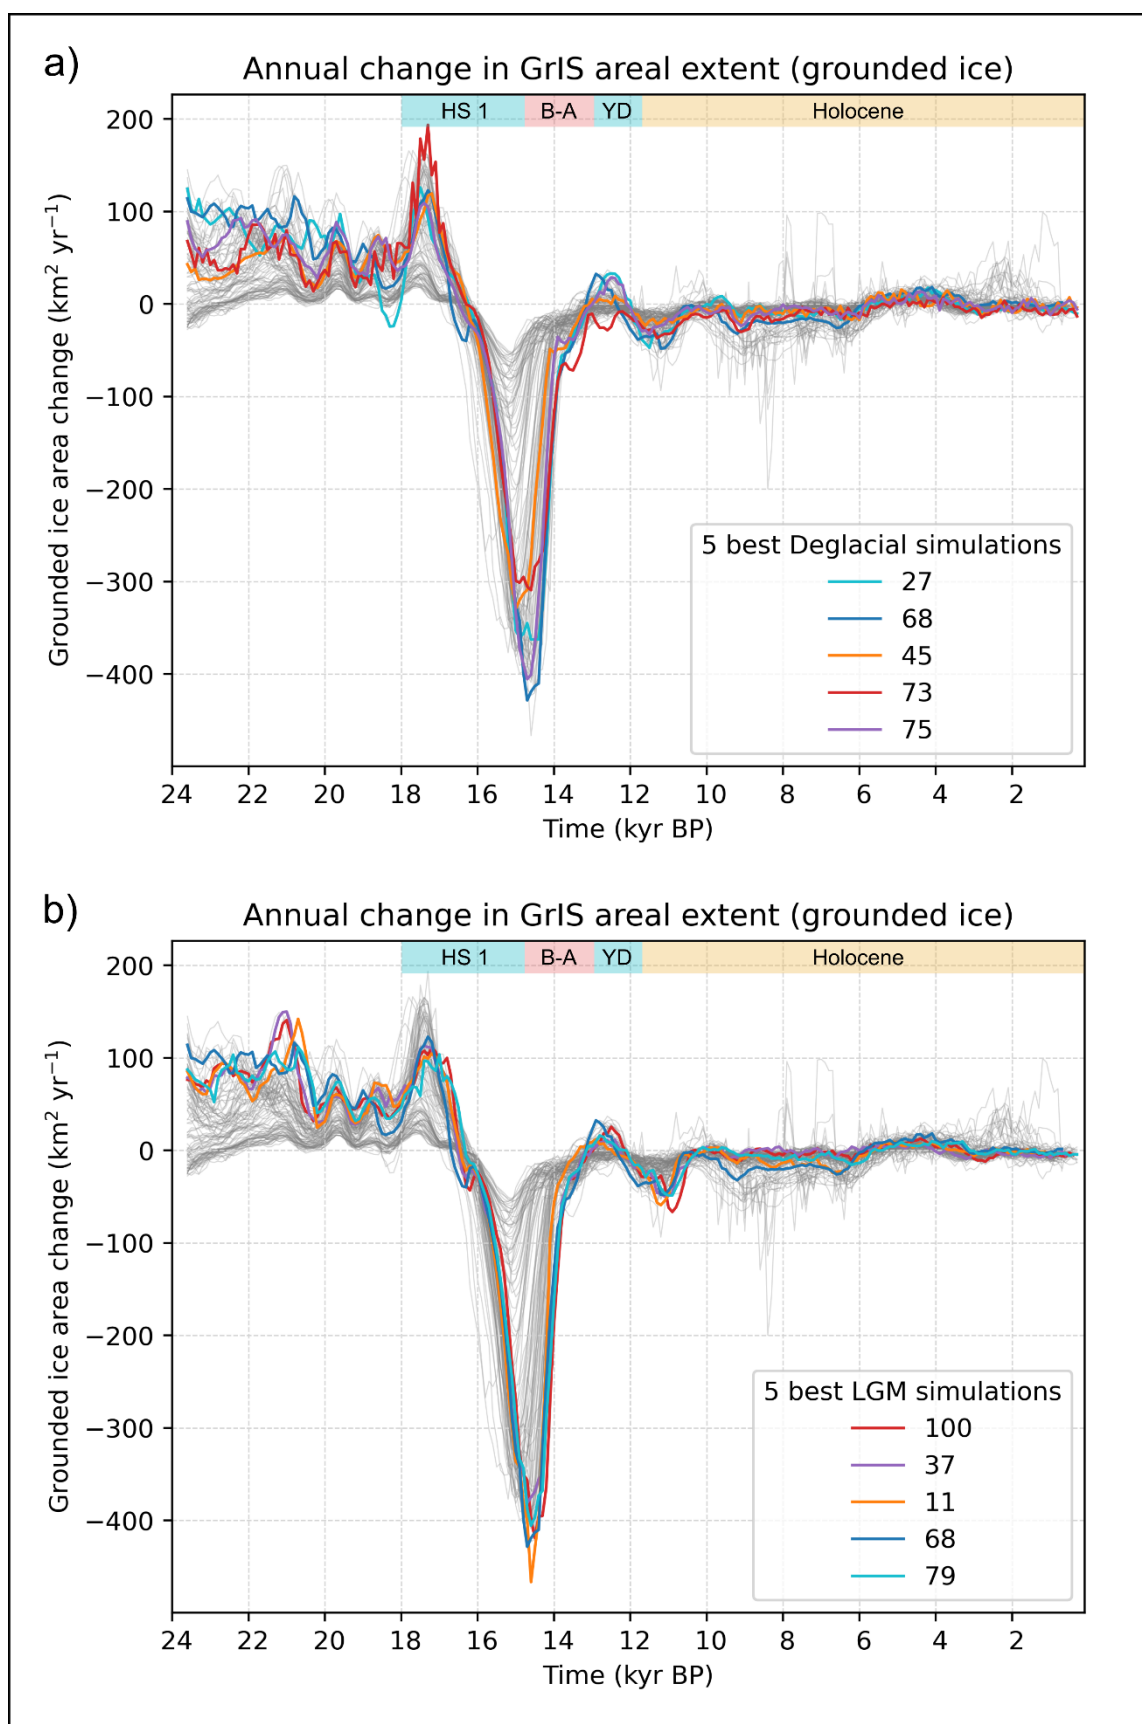 a)
Annual change in GrIS areal extent (grounded ice)
HS 1 B-A YD Holocene
Grounded ice area change (km² yr⁻¹)
200
100
0
−100
−200
−300
−400
5 best Deglacial simulations
27
68
45
73
75
24 22 20 18 16 14 12 10 8 6 4 2
Time (kyr BP)
b)
Annual change in GrIS areal extent (grounded ice)
HS 1 B-A YD Holocene
Grounded ice area change (km² yr⁻¹)
200
100
0
−100
−200
−300
−400
5 best LGM simulations
100
37
11
68
79
24 22 20 18 16 14 12 10 8 6 4 2
Time (kyr BP)